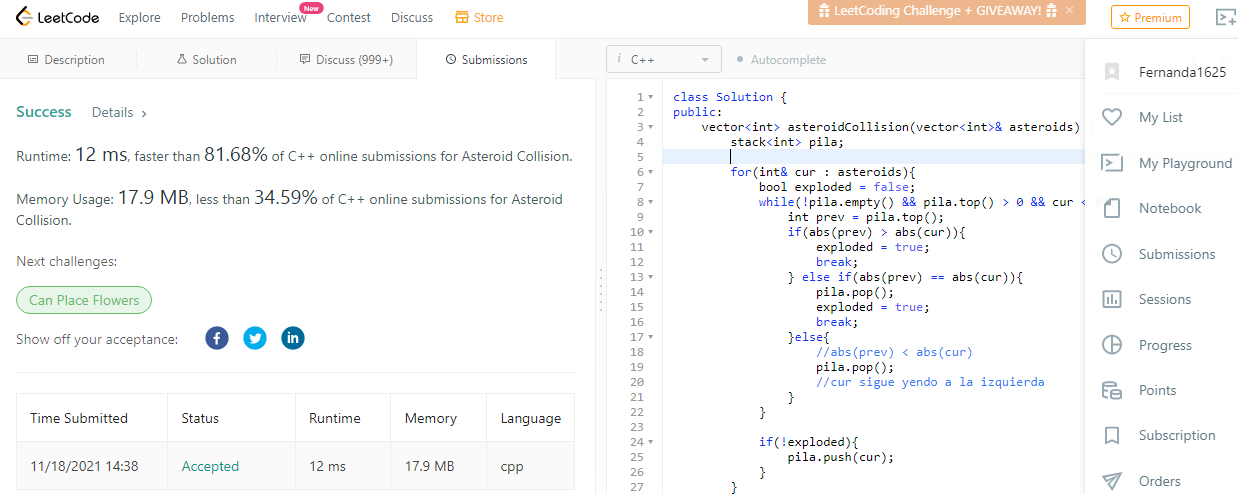 LeetCode Explore Problems Interview New Contest Discuss Store LeetCoding Challenge + GIVEAWAY! × Premium
Description Solution Discuss (999+) Submissions
Success Details >
Runtime: 12 ms, faster than 81.68% of C++ online submissions for Asteroid Collision.
Memory Usage: 17.9 MB, less than 34.59% of C++ online submissions for Asteroid
Collision.
Next challenges:
Can Place Flowers
Show off your acceptance:
Time Submitted Status Runtime Memory Language
11/18/2021 14:38 Accepted 12 ms 17.9 MB cpp
i C++ Autocomplete
1 class Solution {
2 public:
3 vector<int> asteroidCollision(vector<int>& asteroids)
4 stack<int> pila;
5
6 for(int& cur : asteroids){
7 bool exploded = false;
8 while(!pila.empty() && pila.top() > 0 && cur <
9 int prev = pila.top();
10 if(abs(prev) > abs(cur)){
11 exploded = true;
12 break;
13 } else if(abs(prev) == abs(cur)){
14 pila.pop();
15 exploded = true;
16 break;
17 }else{
18 //abs(prev) < abs(cur)
19 pila.pop();
20 //cur sigue yendo a la izquierda
21 }
22 }
23
24 if(!exploded){
25 pila.push(cur);
26 }
27 }
Fernanda1625
My List
My Playground
Notebook
Submissions
Sessions
Progress
Points
Subscription
Orders